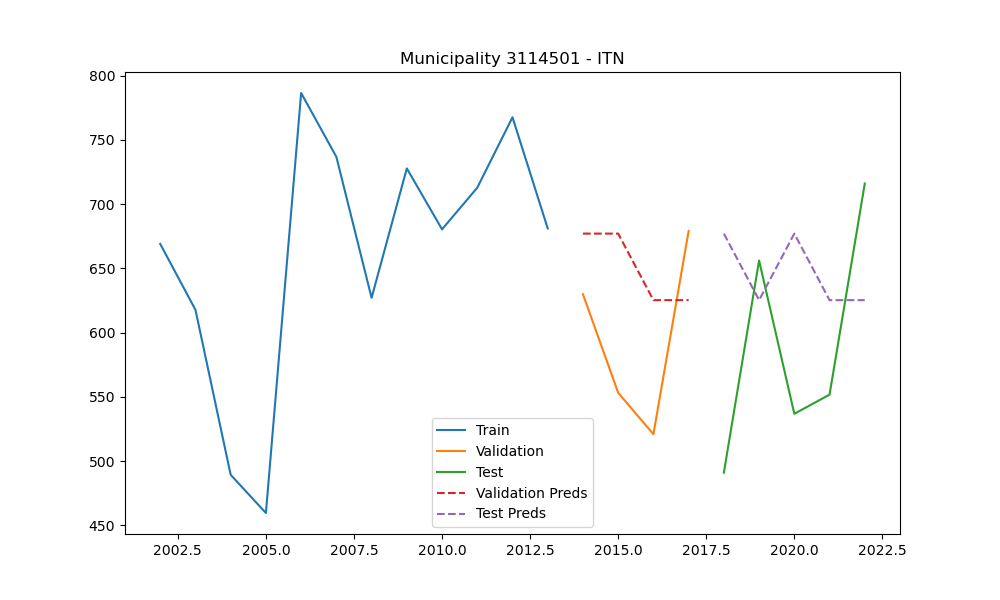 Municipality 3114501 - ITN
800
750
700
650
600
550
500
450
Train
Validation
Test
Validation Preds
Test Preds
2002.5 2005.0 2007.5 2010.0 2012.5 2015.0 2017.5 2020.0 2022.5